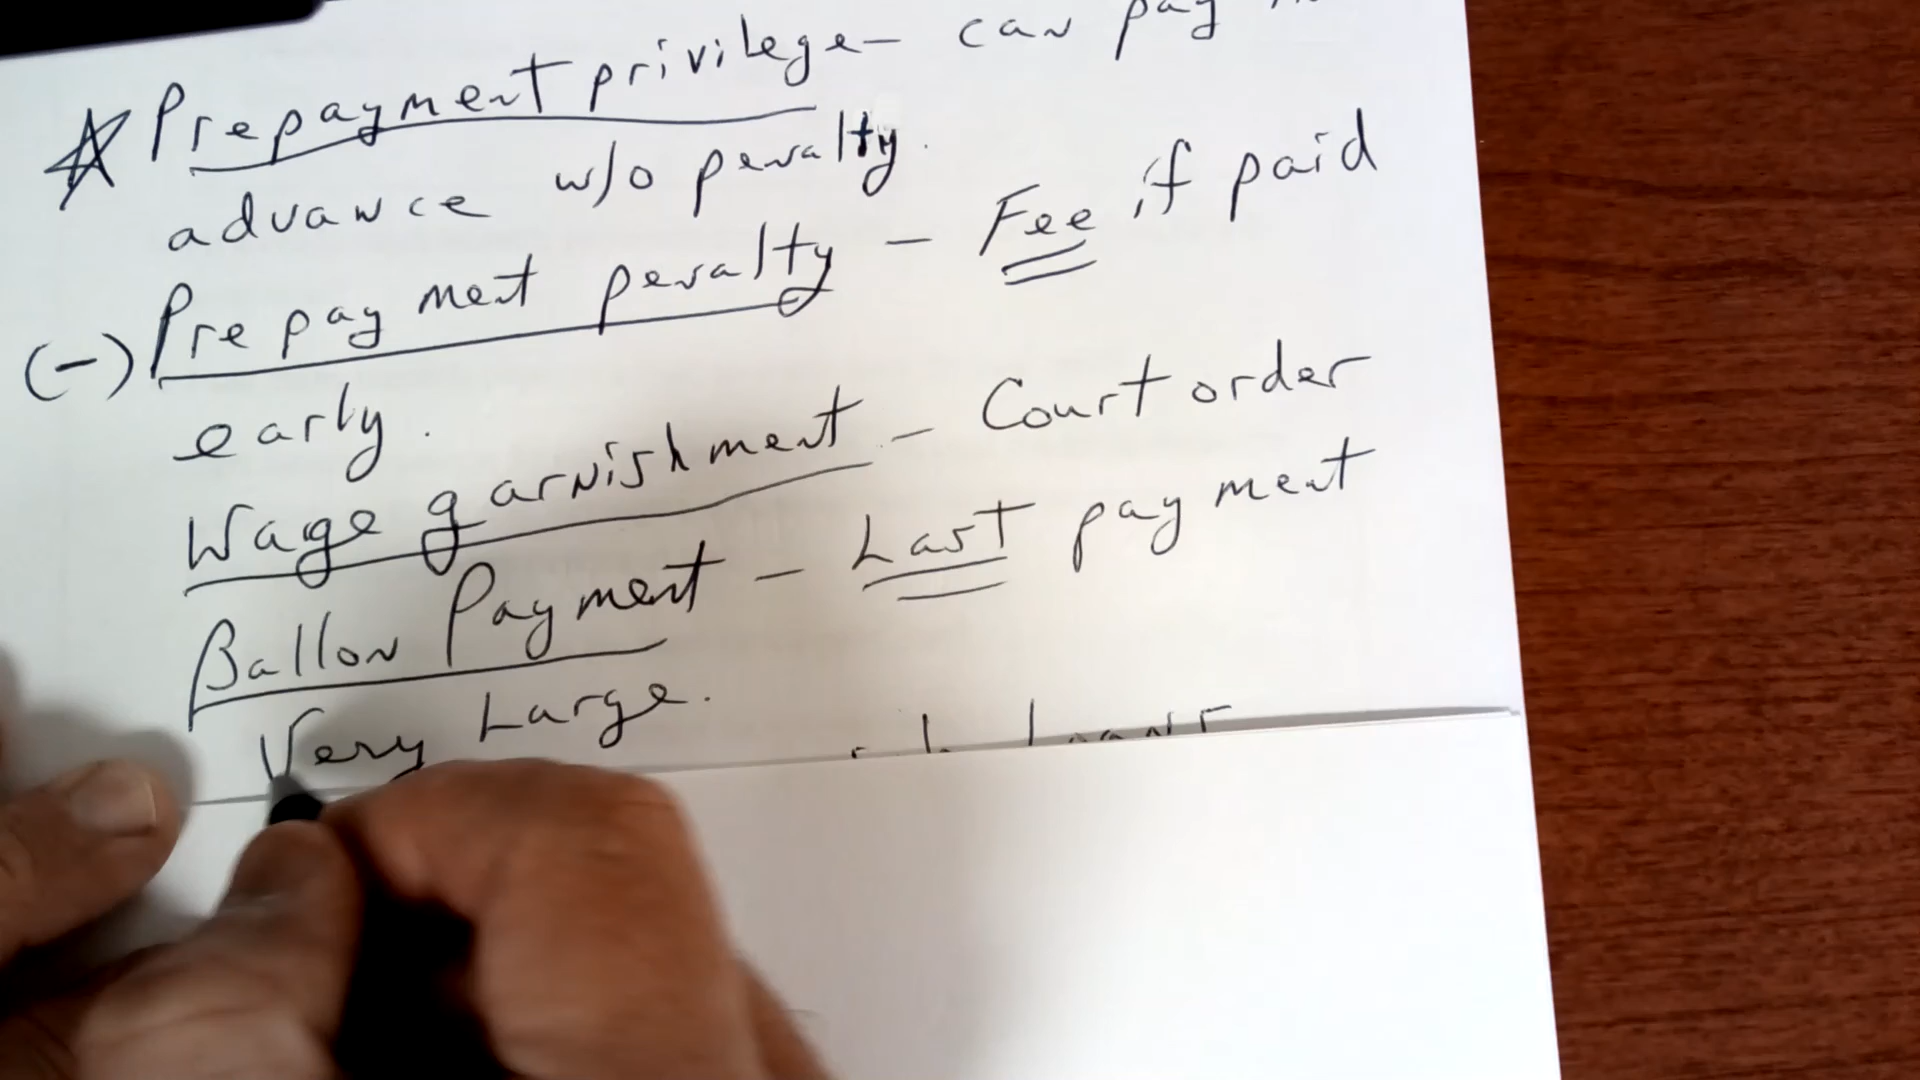 Prepayment privilege - can pay
advance w/o penalty.
(-) Prepayment penalty - Fee if paid
early.
Wage garnishment - Court order
Ballon Payment - Last payment
Very Large.